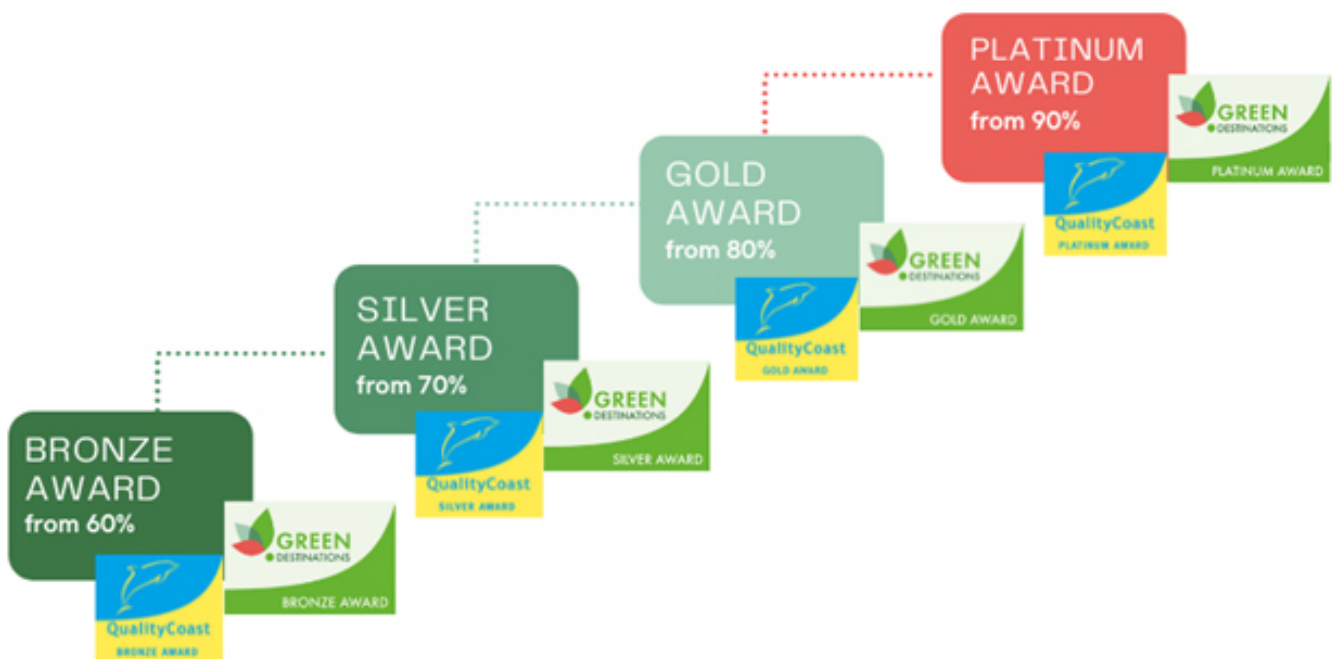 PLATINUM
AWARD
from 90%
GREEN
DESTINATIONS
PLATINUM AWARD
QualityCoast
PLATINUM AWARD
GOLD
AWARD
from 80%
GREEN
DESTINATIONS
GOLD AWARD
QualityCoast
GOLD AWARD
SILVER
AWARD
from 70%
GREEN
DESTINATIONS
SILVER AWARD
QualityCoast
SILVER AWARD
BRONZE
AWARD
from 60%
GREEN
DESTINATIONS
BRONZE AWARD
QualityCoast
BRONZE AWARD